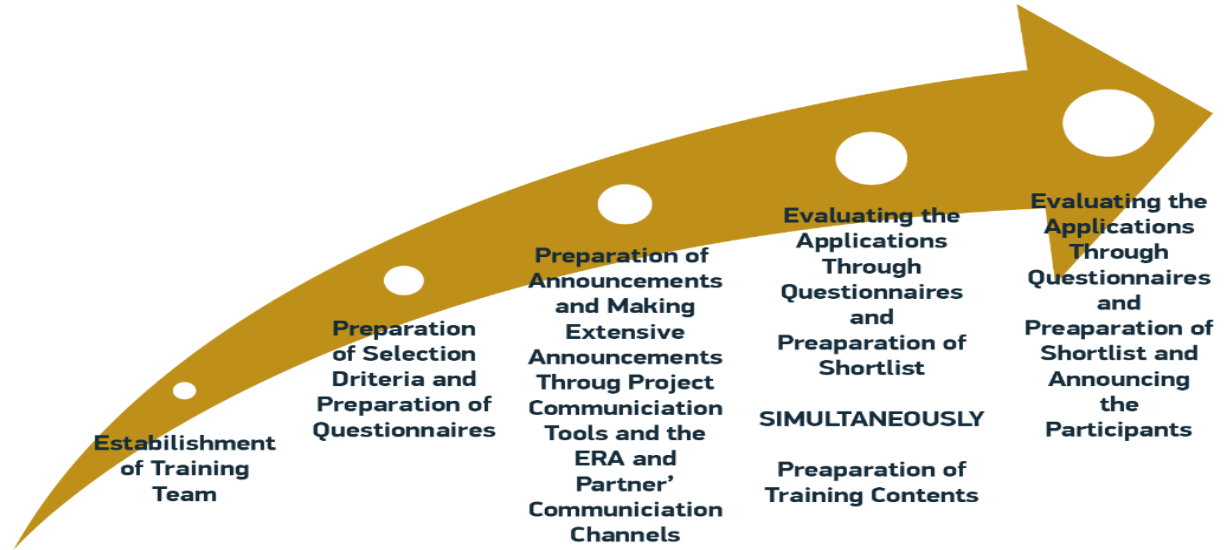 Estabilishment
of Training
Team
Preparation
of Selection
Driteria and
Preparation of
Questionnaires
Preparation of
Announcements
and Making
Extensive
Announcements
Throug Project
Communiciation
Tools and the
ERA and
Partner’
Communiciation
Channels
Evaluating the
Applications
Through
Questionnaires
and
Preaparation of
Shortlist
SIMULTANEOUSLY
Preaparation of
Training Contents
Evaluating the
Applications
Through
Questionnaires
and
Preaparation of
Shortlist and
Announcing
the
Participants